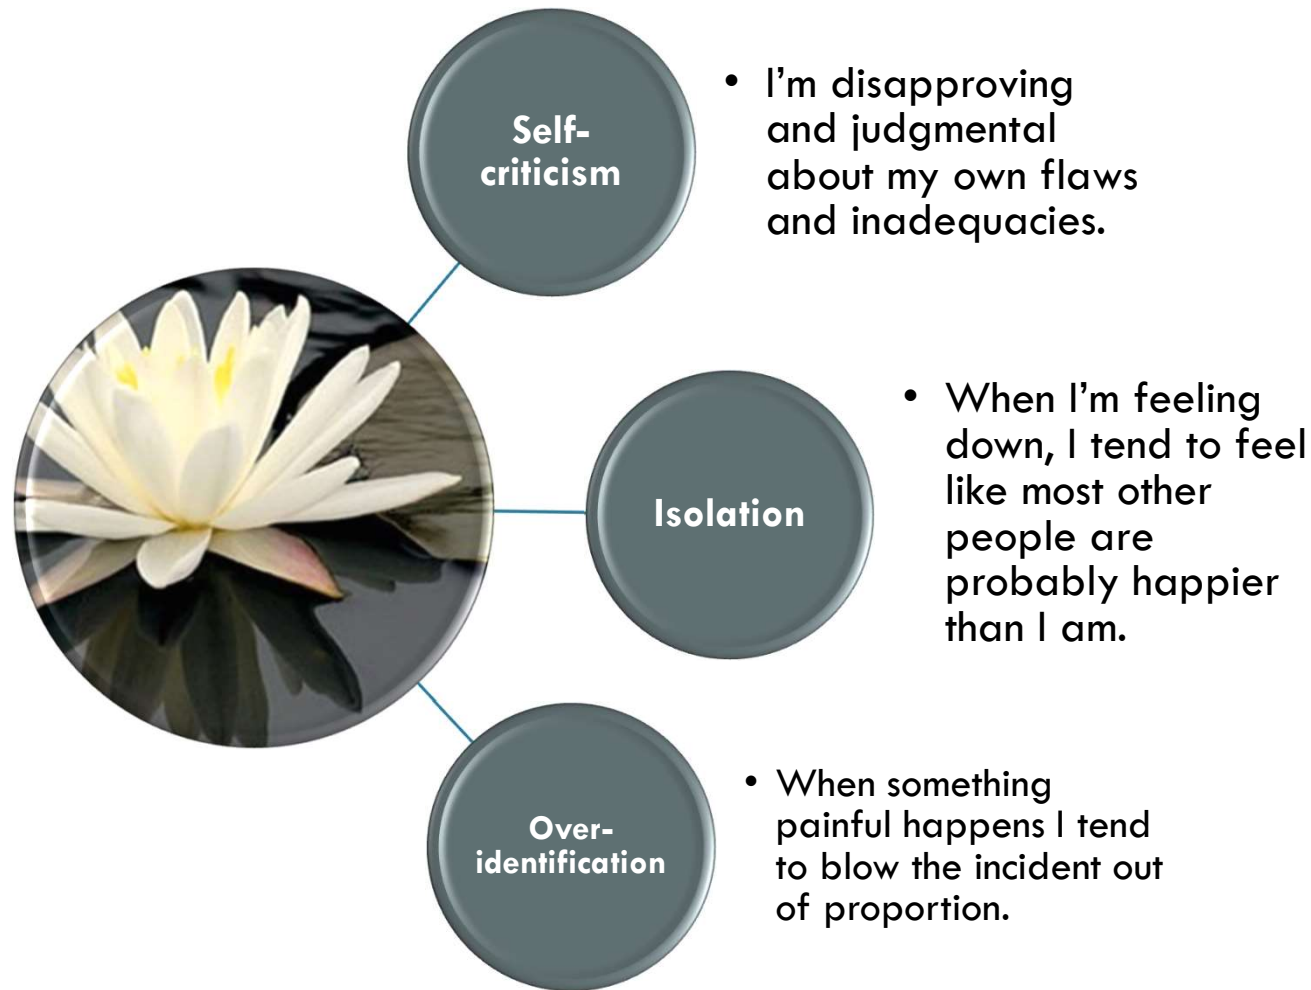 Self-
criticism
• I’m disapproving
and judgmental
about my own flaws
and inadequacies.
Isolation
• When I’m feeling
down, I tend to feel
like most other
people are
probably happier
than I am.
Over-
identification
• When something
painful happens I tend
to blow the incident out
of proportion.